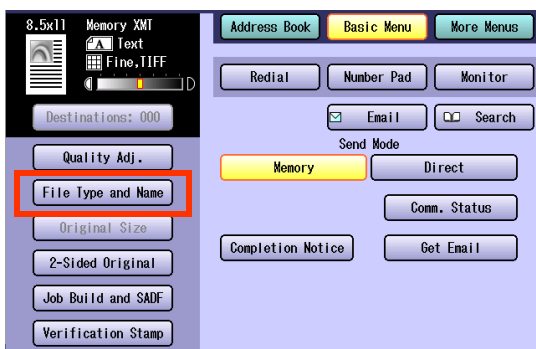 8.5x11 Memory XMT
A Text
Fine,TIFF
D
Destinations: 000
Quality Adj.
File Type and Name
Original Size
2-Sided Original
Job Build and SADF
Verification Stamp
Address Book Basic Menu More Menus
Redial Number Pad Monitor
Email Search
Send Mode
Memory Direct
Comm. Status
Completion Notice Get Email